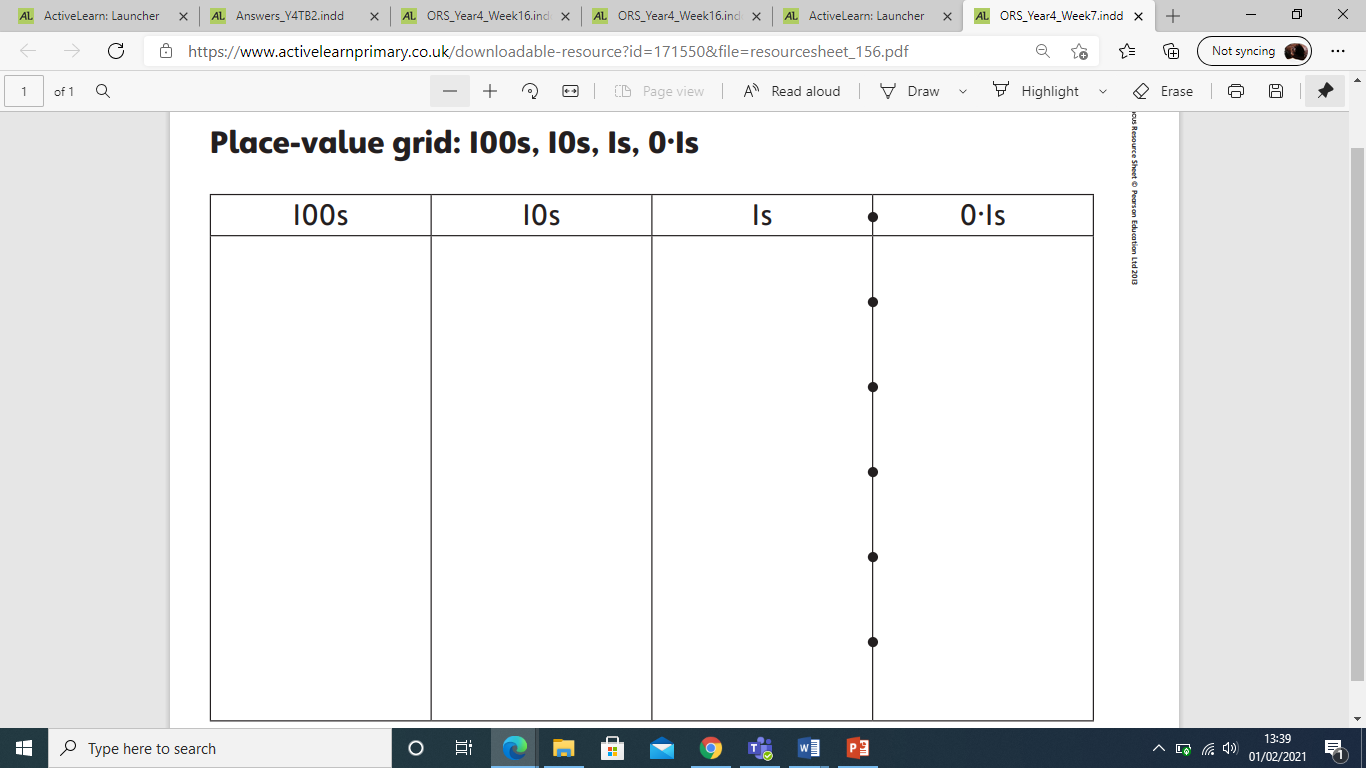 ActiveLearn: Launcher
Answers_Y4TB2.indd
ORS_Year4_Week16.ind
ORS_Year4_Week16.ind
ActiveLearn: Launcher
ORS_Year4_Week7.indd
https://www.activelearnprimary.co.uk/downloadable-resource?id=171550&file=resourcesheet_156.pdf
Not syncing
1 of 1
Page view
Read aloud
Draw
Highlight
Erase
Place-value grid: 100s, 10s, 1s, 0·1s
100s 10s 1s 0·1s
Resource Sheet © Pearson Education Ltd 2013
Type here to search
13:39
01/02/2021
1